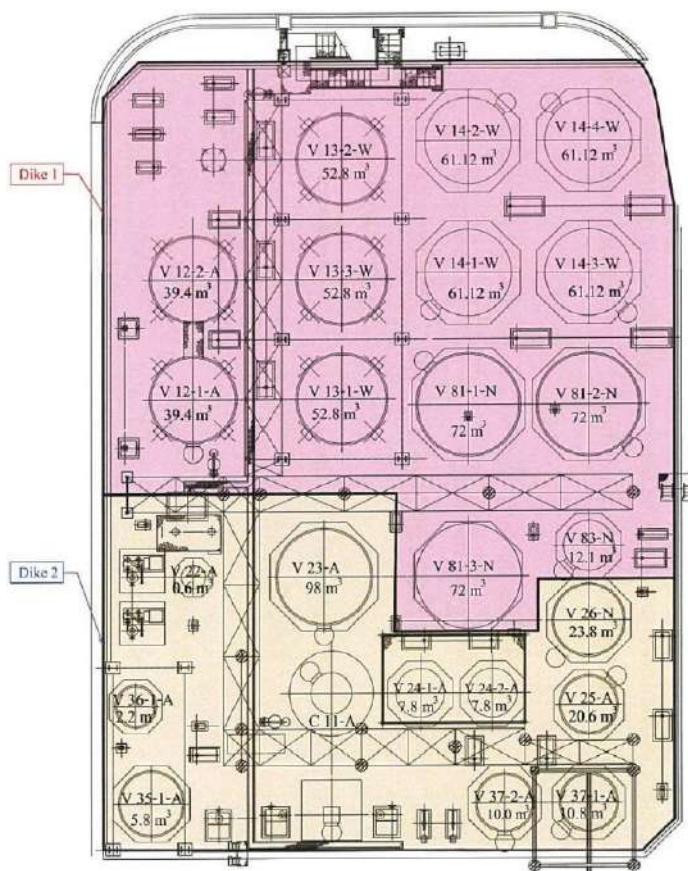 V 13-2-W
52.8 m³
V 14-2-W
61.12 m³
V 14-4-W
61.12 m³
Dike 1
V 12-2-A
39.4 m³
V 13-3-W
52.8 m³
V 14-1-W
61.12 m³
V 14-3-W
61.12 m³
V 12-1-A
39.4 m³
V 13-1-W
52.8 m³
V 81-1-N
72 m³
V 81-2-N
72 m³
Dike 2
V 22-A
0.6 m³
V 23-A
98 m³
V 81-3-N
72 m³
V 83-N
12.1 m³
V 26-N
23.8 m³
V 36-1-A
2.2 m³
C 11-A
V 24-1-A
7.8 m³
V 24-2-A
7.8 m³
V 25-A
20.6 m³
V 35-1-A
5.8 m³
V 37-2-A
10.0 m³
V 37-1-A
10.8 m³